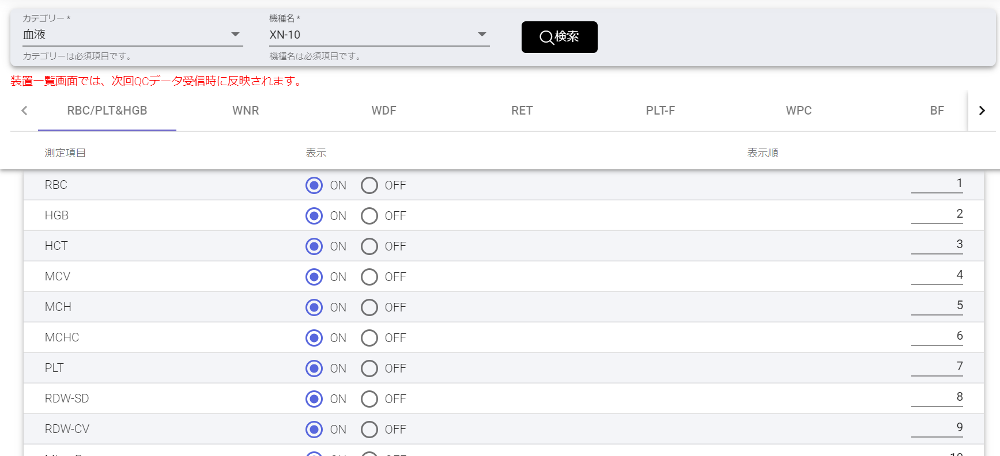 カテゴリー * 機種名 *
血液 XN-10 検索
カテゴリーは必須項目です。 機種名は必須項目です。
装置一覧画面では、次回QCデータ受信時に反映されます。
RBC/PLT&HGB WNR WDF RET PLT-F WPC BF
測定項目 表示 表示順
RBC ON OFF 1
HGB ON OFF 2
HCT ON OFF 3
MCV ON OFF 4
MCH ON OFF 5
MCHC ON OFF 6
PLT ON OFF 7
RDW-SD ON OFF 8
RDW-CV ON OFF 9